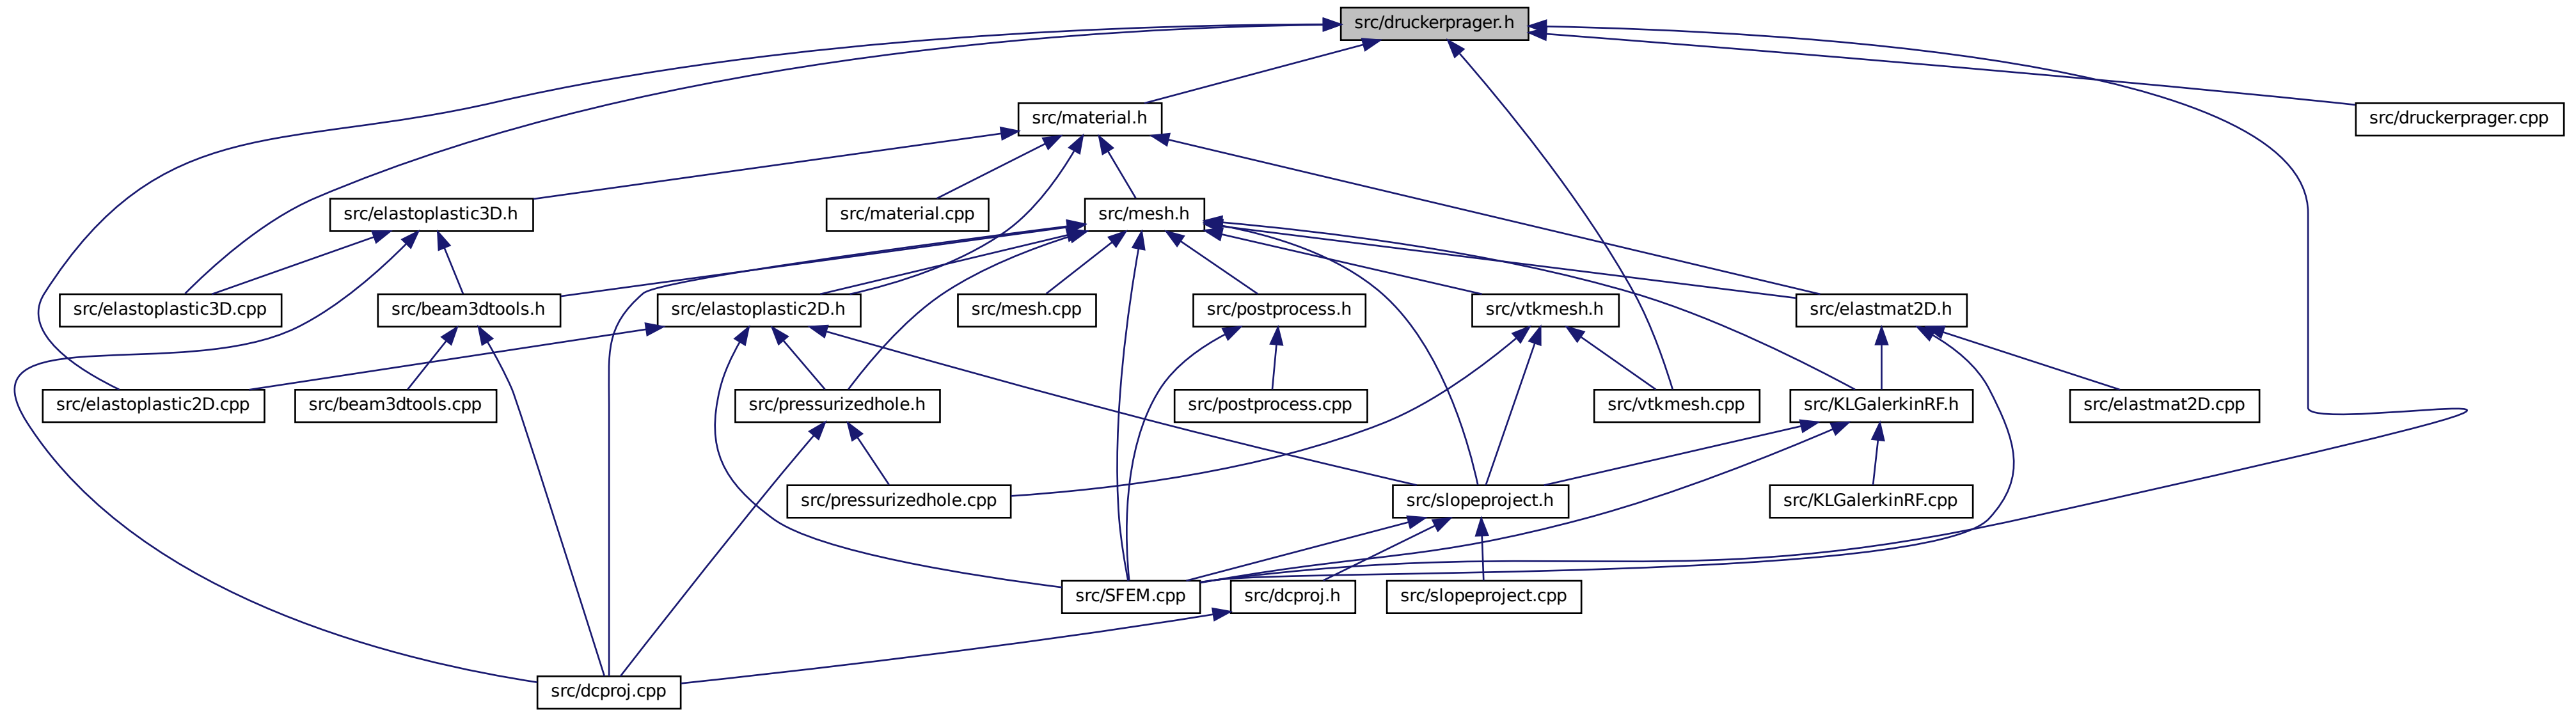 src/druckerprager.h
src/material.h
src/druckerprager.cpp
src/elastoplastic3D.h
src/material.cpp
src/mesh.h
src/elastoplastic3D.cpp
src/beam3dtools.h
src/elastoplastic2D.h
src/mesh.cpp
src/postprocess.h
src/vtkmesh.h
src/elastmat2D.h
src/elastoplastic2D.cpp
src/beam3dtools.cpp
src/pressurizedhole.h
src/postprocess.cpp
src/vtkmesh.cpp
src/KLGalerkinRF.h
src/elastmat2D.cpp
src/pressurizedhole.cpp
src/slopeproject.h
src/KLGalerkinRF.cpp
src/SFEM.cpp
src/dcproj.h
src/slopeproject.cpp
src/dcproj.cpp